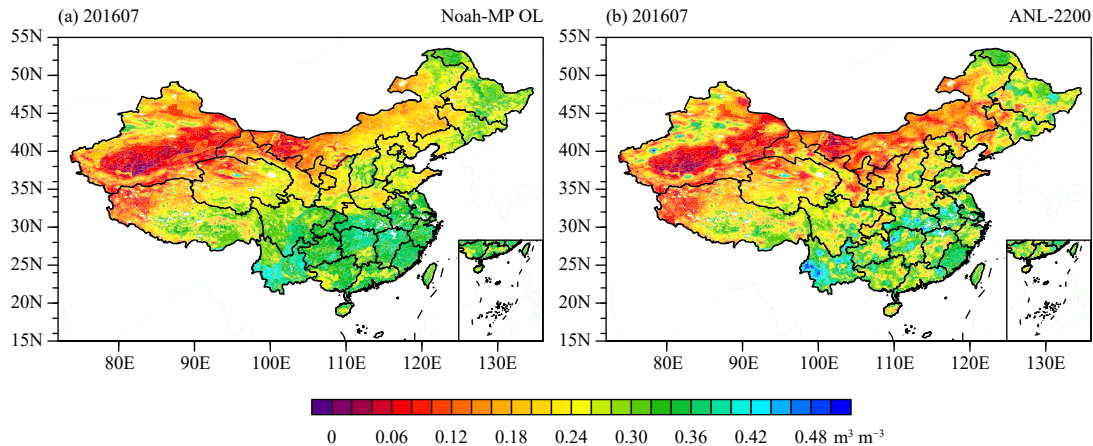 (a) 201607 Noah-MP OL
55N
50N
45N
40N
35N
30N
25N
20N
15N
80E 90E 100E 110E 120E 130E
(b) 201607 ANL-2200
55N
50N
45N
40N
35N
30N
25N
20N
15N
80E 90E 100E 110E 120E 130E
0 0.06 0.12 0.18 0.24 0.30 0.36 0.42 0.48 m³ m⁻³